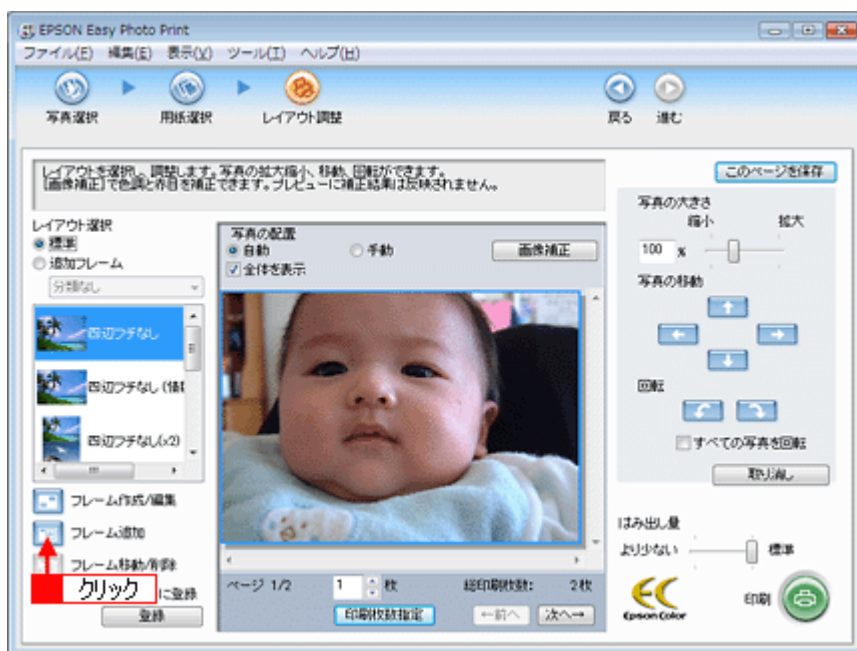 EPSON Easy Photo Print
ファイル(F) 編集(E) 表示(V) ツール(T) ヘルプ(H)
写真選択 用紙選択 レイアウト調整 戻る 進む
レイアウトを選択し、調整します。写真の拡大縮小、移動、回転ができます。
[画像補正]で色調と赤目を補正できます。プレビューに補正結果は反映されません。
このページを保存
レイアウト選択
標準
追加フレーム
分類なし
四辺フチなし
四辺フチなし (情
四辺フチなし(x2)
フレーム作成/編集
フレーム追加
フレーム移動/削除
クリック
に登録
登録
写真の配置
自動 手動 画像補正
全体を表示
ページ 1/2 1 枚 総印刷枚数: 2枚
印刷枚数指定 ←前へ 次へ→
写真の大きさ
縮小 拡大
100 %
写真の移動
回転
すべての写真を回転
取り消し
はみ出し量
より少ない 標準
Epson Color
印刷